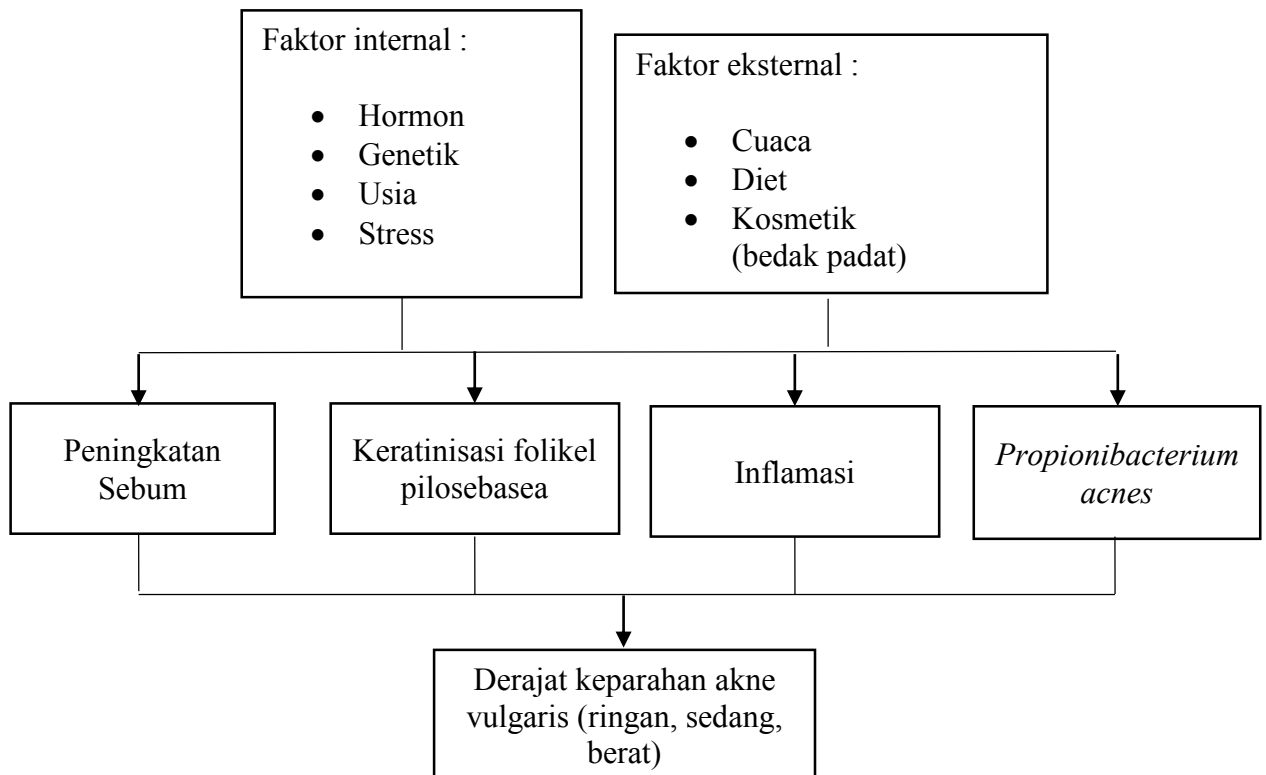 Faktor internal :
• Hormon
• Genetik
• Usia
• Stress
Faktor eksternal :
• Cuaca
• Diet
• Kosmetik
(bedak padat)
Peningkatan
Sebum
Keratinisasi folikel
pilosebasea
Inflamasi
Propionibacterium
acnes
Derajat keparahan akne
vulgaris (ringan, sedang,
berat)